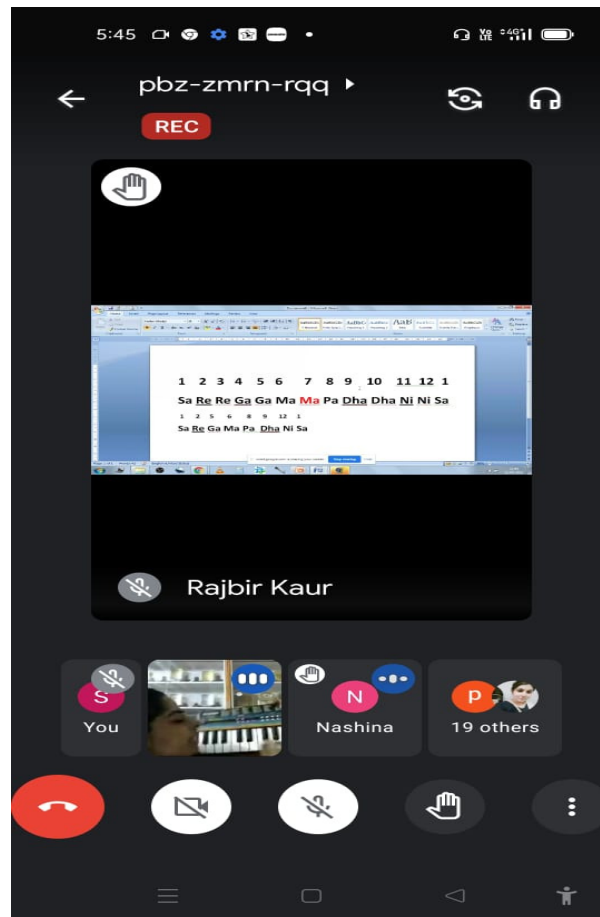 5:45
pbz-zmrn-rqq
REC
1 2 3 4 5 6 7 8 9 10 11 12 1
Sa Re Re Ga Ga Ma Ma Pa Dha Dha Ni Ni Sa
1 2 5 6 8 9 12 1
Sa Re Ga Ma Pa Dha Ni Sa
Rajbir Kaur
S
You
N
Nashina
P
19 others